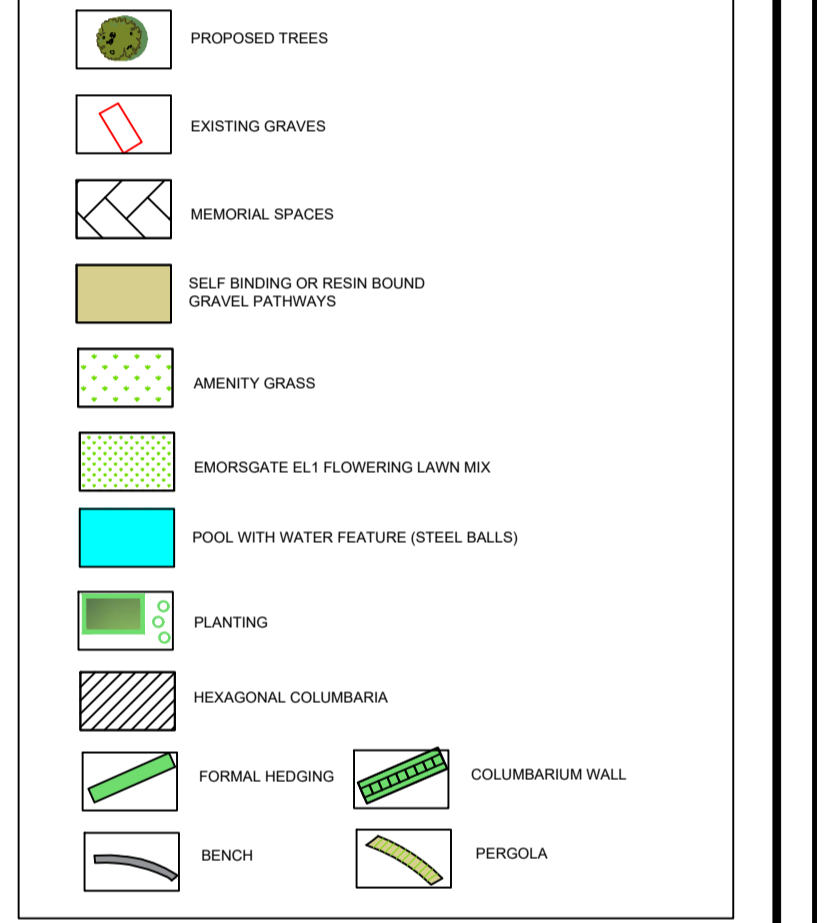 PROPOSED TREES
EXISTING GRAVES
MEMORIAL SPACES
SELF BINDING OR RESIN BOUND
GRAVEL PATHWAYS
AMENITY GRASS
EMORSGATE EL1 FLOWERING LAWN MIX
POOL WITH WATER FEATURE (STEEL BALLS)
PLANTING
HEXAGONAL COLUMBARIA
FORMAL HEDGING
COLUMBARIUM WALL
BENCH
PERGOLA